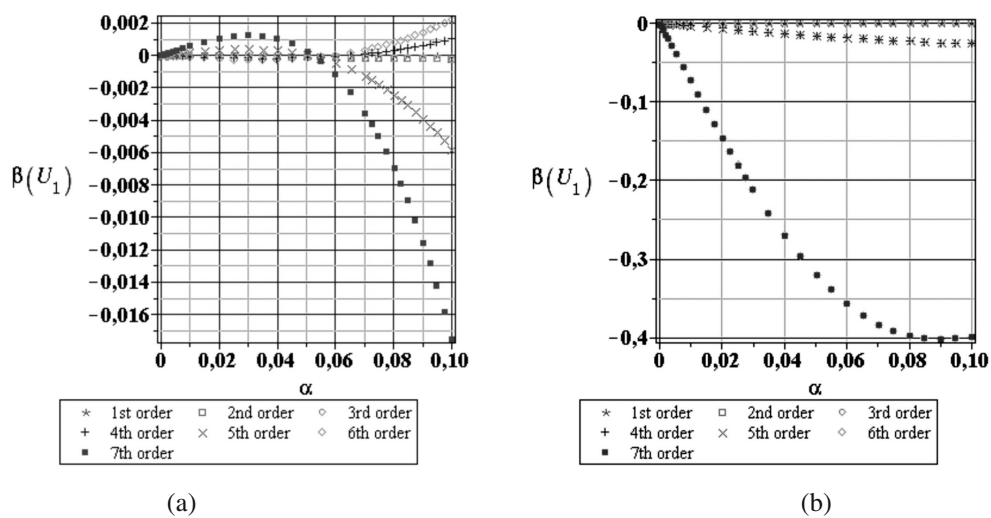 0,002
0
−0,002
−0,004
−0,006
−0,008
−0,010
−0,012
−0,014
−0,016
β(U₁)
0 0,02 0,04 0,06 0,08 0,10
α
1st order 2nd order 3rd order
4th order 5th order 6th order
7th order
(a)
0
−0,1
−0,2
−0,3
−0,4
β(U₁)
0 0,02 0,04 0,06 0,08 0,10
α
1st order 2nd order 3rd order
4th order 5th order 6th order
7th order
(b)